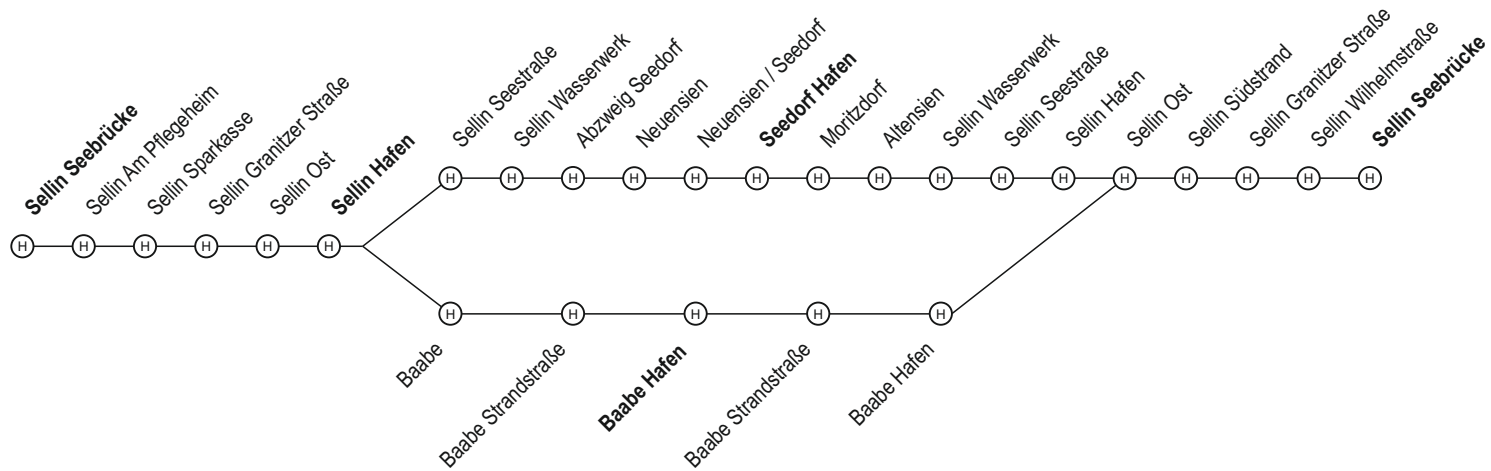 Sellin Seebrücke
Sellin Am Pflegeheim
Sellin Sparkasse
Sellin Granitzer Straße
Sellin Ost
Sellin Hafen
Sellin Seestraße
Sellin Wasserwerk
Abzweig Seedorf
Neuensien
Neuensien / Seedorf
Seedorf Hafen
Moritzdorf
Altensien
Sellin Wasserwerk
Sellin Seestraße
Sellin Hafen
Sellin Ost
Sellin Südstrand
Sellin Granitzer Straße
Sellin Wilhelmstraße
Sellin Seebrücke
H H H H H H H H H H H H H H H H
H H H H H H
H H H H H
Baabe
Baabe Strandstraße
Baabe Hafen
Baabe Strandstraße
Baabe Hafen